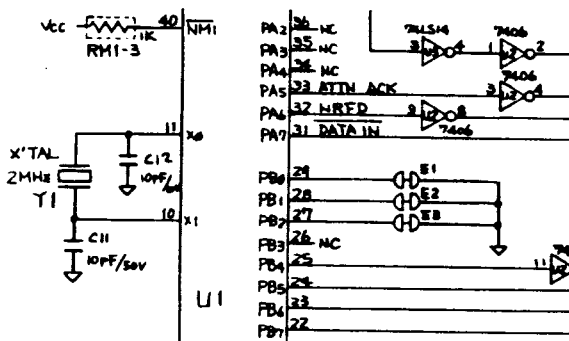 Vcc
RM1-3
1K
40
NMI
11
X0
X'TAL
2MHz
Y1
C12
10PF/50
10
X1
C11
10PF/50V
U1
PA2 36 NC
PA3 35 NC
PA4 34 NC
PA5 33 ATTN ACK
PA6 32 NRFD
PA7 31 DATA IN
74LS14
3 4
7406
1 2
7406
3 4
9 8
7406
PB0 29 E1
PB1 28 E2
PB2 27 E3
PB3 26 NC
PB4 25
11
PB5 24
PB6 23
PB7 22